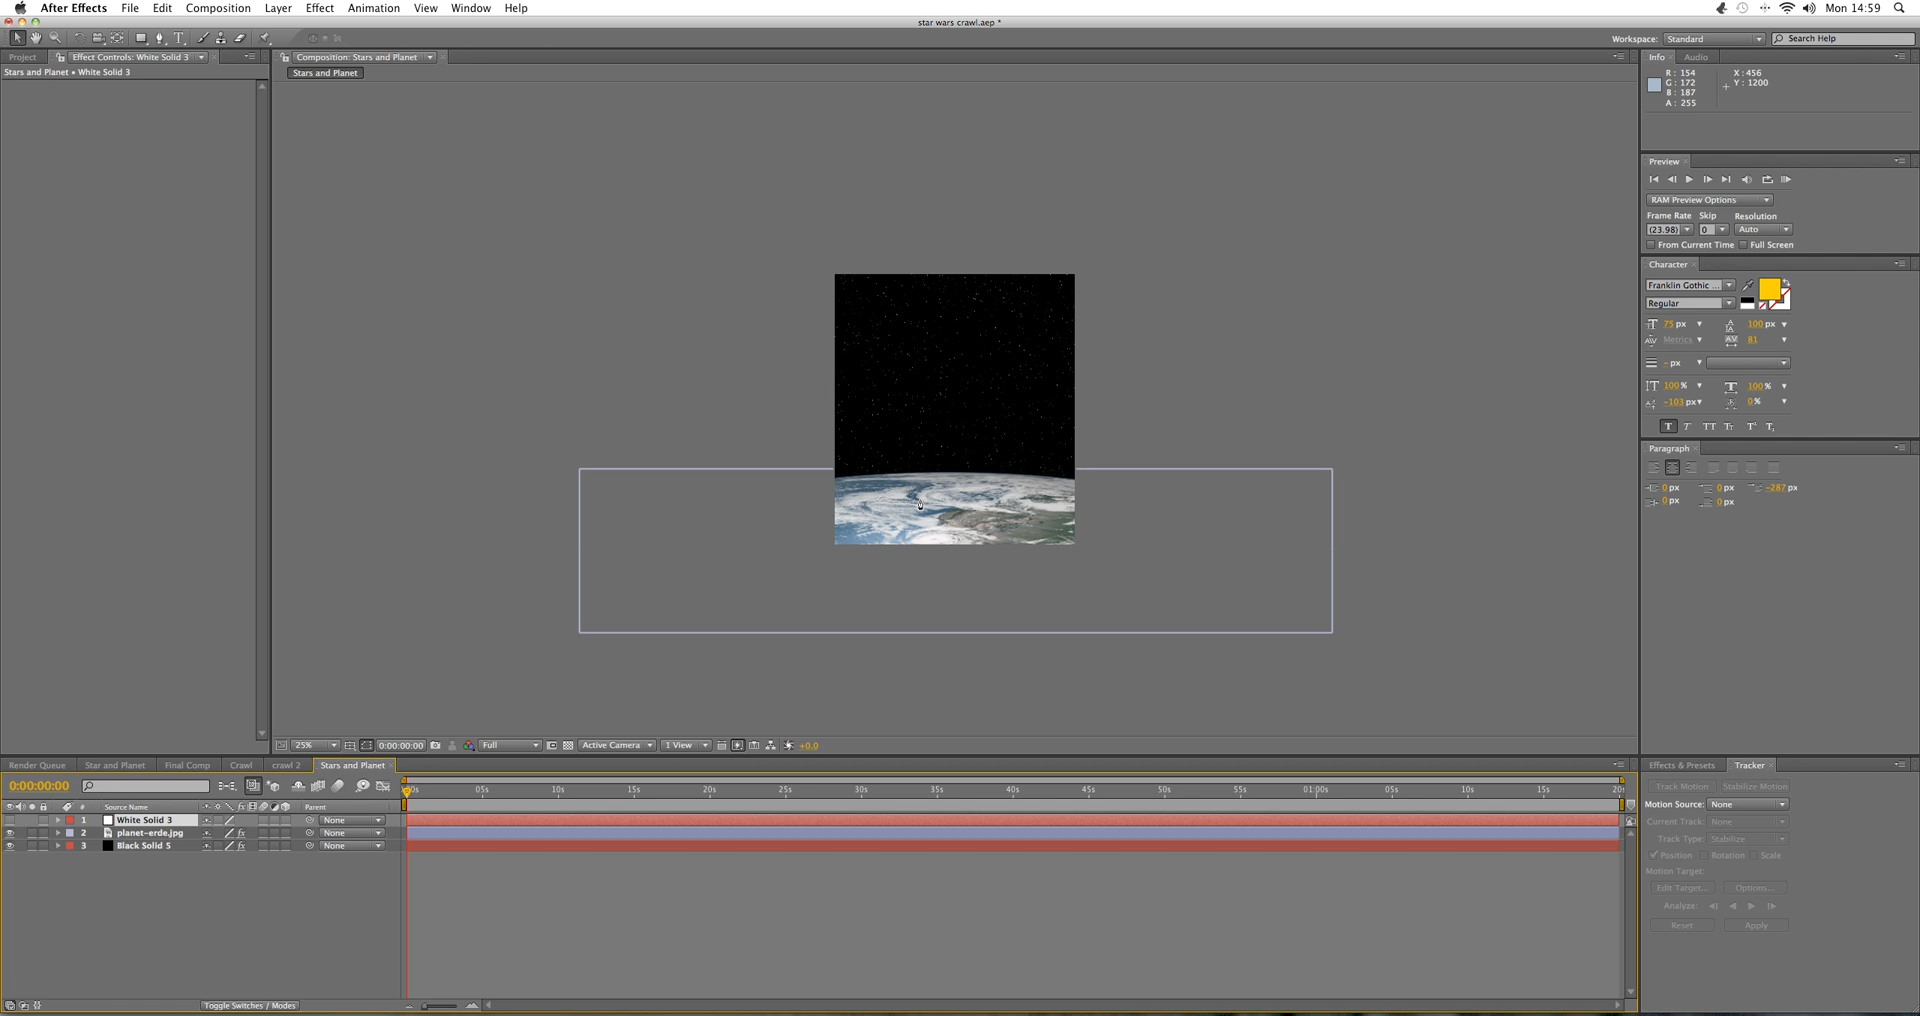 After Effects File Edit Composition Layer Effect Animation View Window Help Mon 14:59
star wars crawl.aep *
Workspace: Standard Search Help
Project Effect Controls: White Solid 3 Composition: Stars and Planet Info Audio
Stars and Planet • White Solid 3 Stars and Planet
R : 154 X : 456
G : 172 Y : 1200
B : 187
A : 255
Preview
RAM Preview Options
Frame Rate Skip Resolution
(23.98) 0 Auto
From Current Time Full Screen
Character
Franklin Gothic ...
Regular
75 px 100 px
Metrics 81
- px
100 % 100 %
-103 px 0 %
T T TT Tt T' T,
Paragraph
0 px 0 px -287 px
0 px 0 px
25% 0:00:00:00 Full Active Camera 1 View +0.0
Render Queue Star and Planet Final Comp Crawl crawl 2 Stars and Planet Effects & Presets Tracker
0:00:00:00
Track Motion Stabilize Motion
05s 10s 15s 20s 25s 30s 35s 40s 45s 50s 55s 01:00s 05s 10s 15s 20s
Motion Source: None
# Source Name Parent
1 White Solid 3 None
Current Track: None
2 planet-erde.jpg None
Track Type: Stabilize
3 Black Solid 5 None
Position Rotation Scale
Motion Target:
Edit Target... Options...
Analyze:
Reset Apply
Toggle Switches / Modes